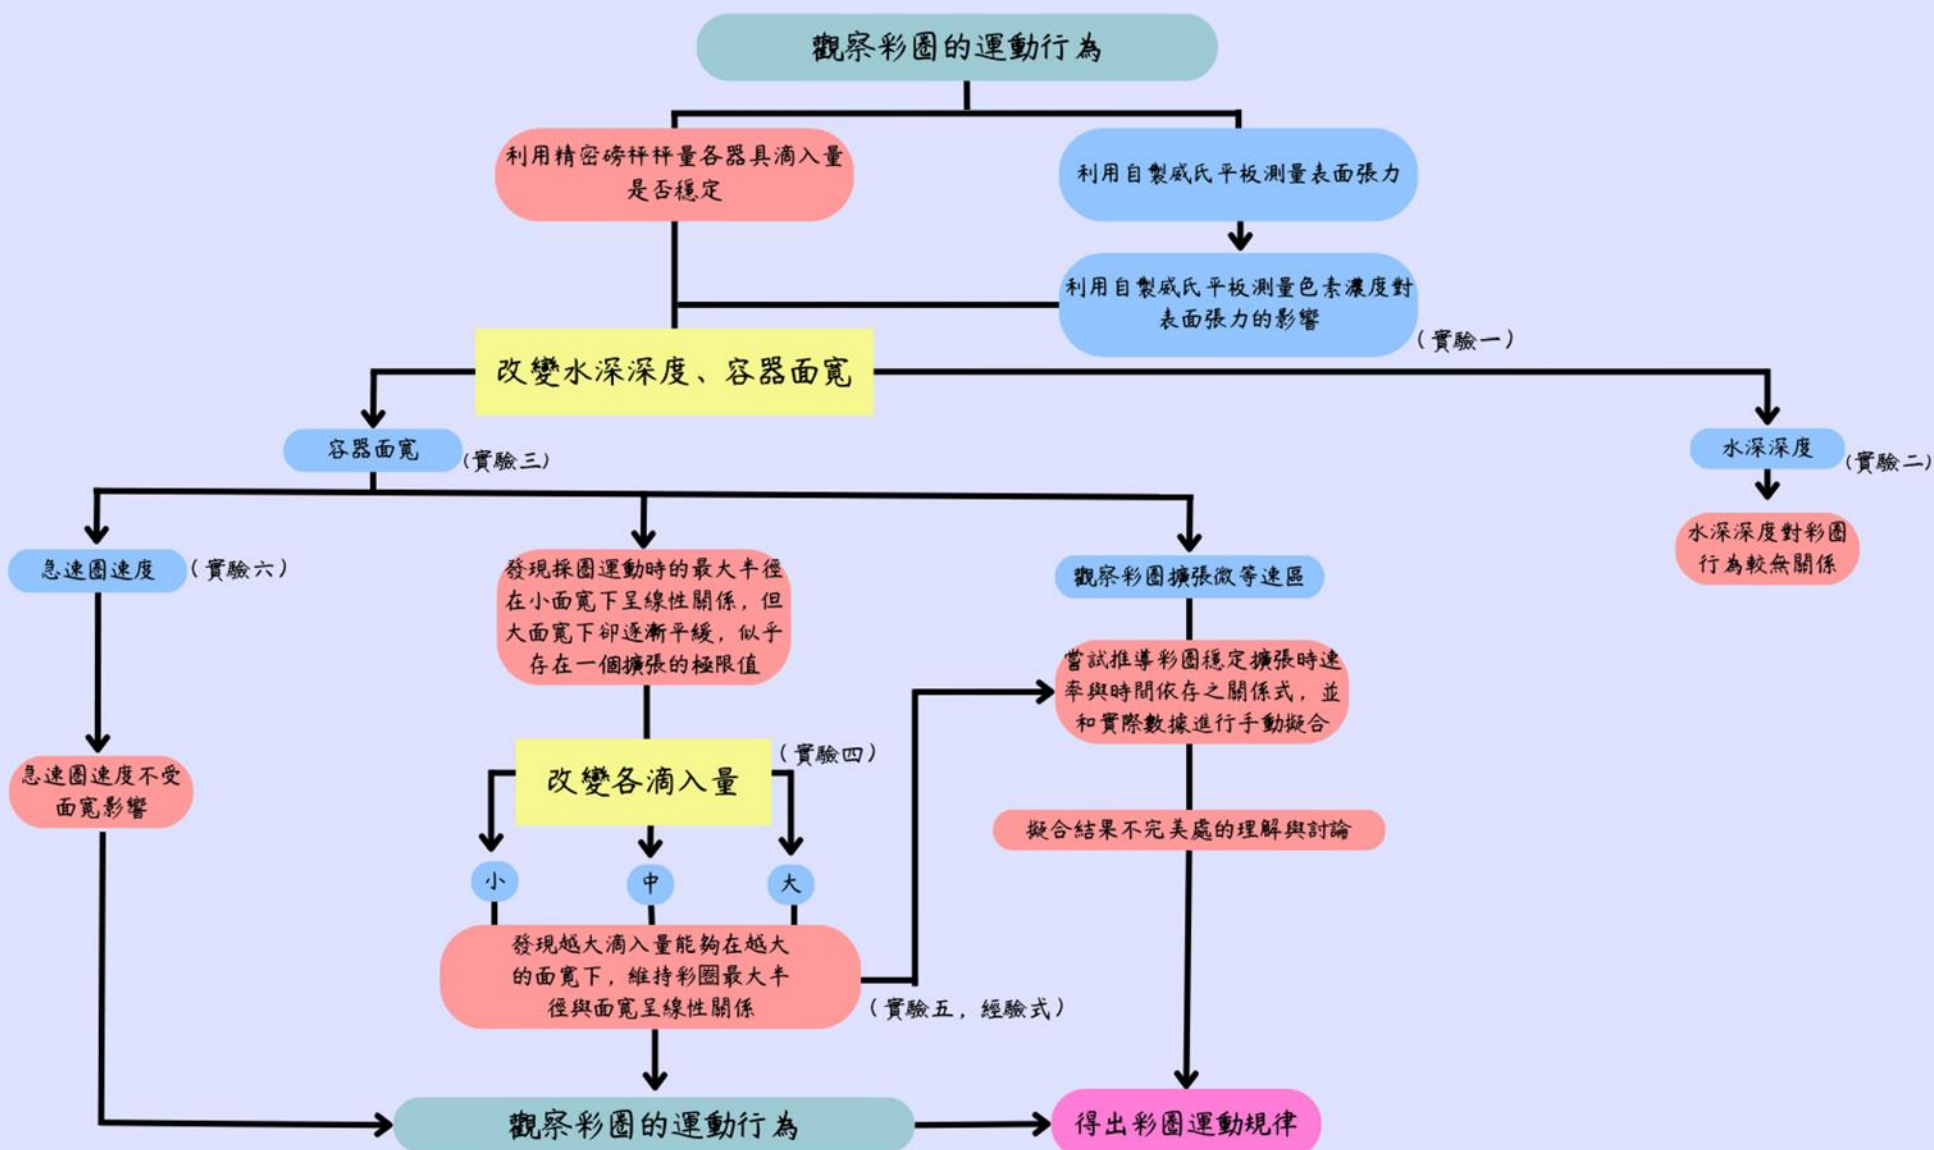 觀察彩圈的運動行為
利用精密磅秤秤量各器具滴入量
是否穩定
利用自製威氏平板測量表面張力
利用自製威氏平板測量色素濃度對
表面張力的影響
(實驗一)
改變水深深度、容器面寬
容器面寬
(實驗三)
水深深度
(實驗二)
急速圈速度
(實驗六)
發現採圈運動時的最大半徑
在小面寬下呈線性關係，但
大面寬下卻逐漸平緩，似乎
存在一個擴張的極限值
觀察彩圈擴張微等速區
水深深度對彩圈
行為較無關係
嘗試推導彩圈穩定擴張時速
率與時間依存之關係式，並
和實際數據進行手動擬合
急速圈速度不受
面寬影響
改變各滴入量
(實驗四)
擬合結果不完美處的理解與討論
小
中
大
發現越大滴入量能夠在越大
的面寬下，維持彩圈最大半
徑與面寬呈線性關係
(實驗五，經驗式)
觀察彩圈的運動行為
得出彩圈運動規律